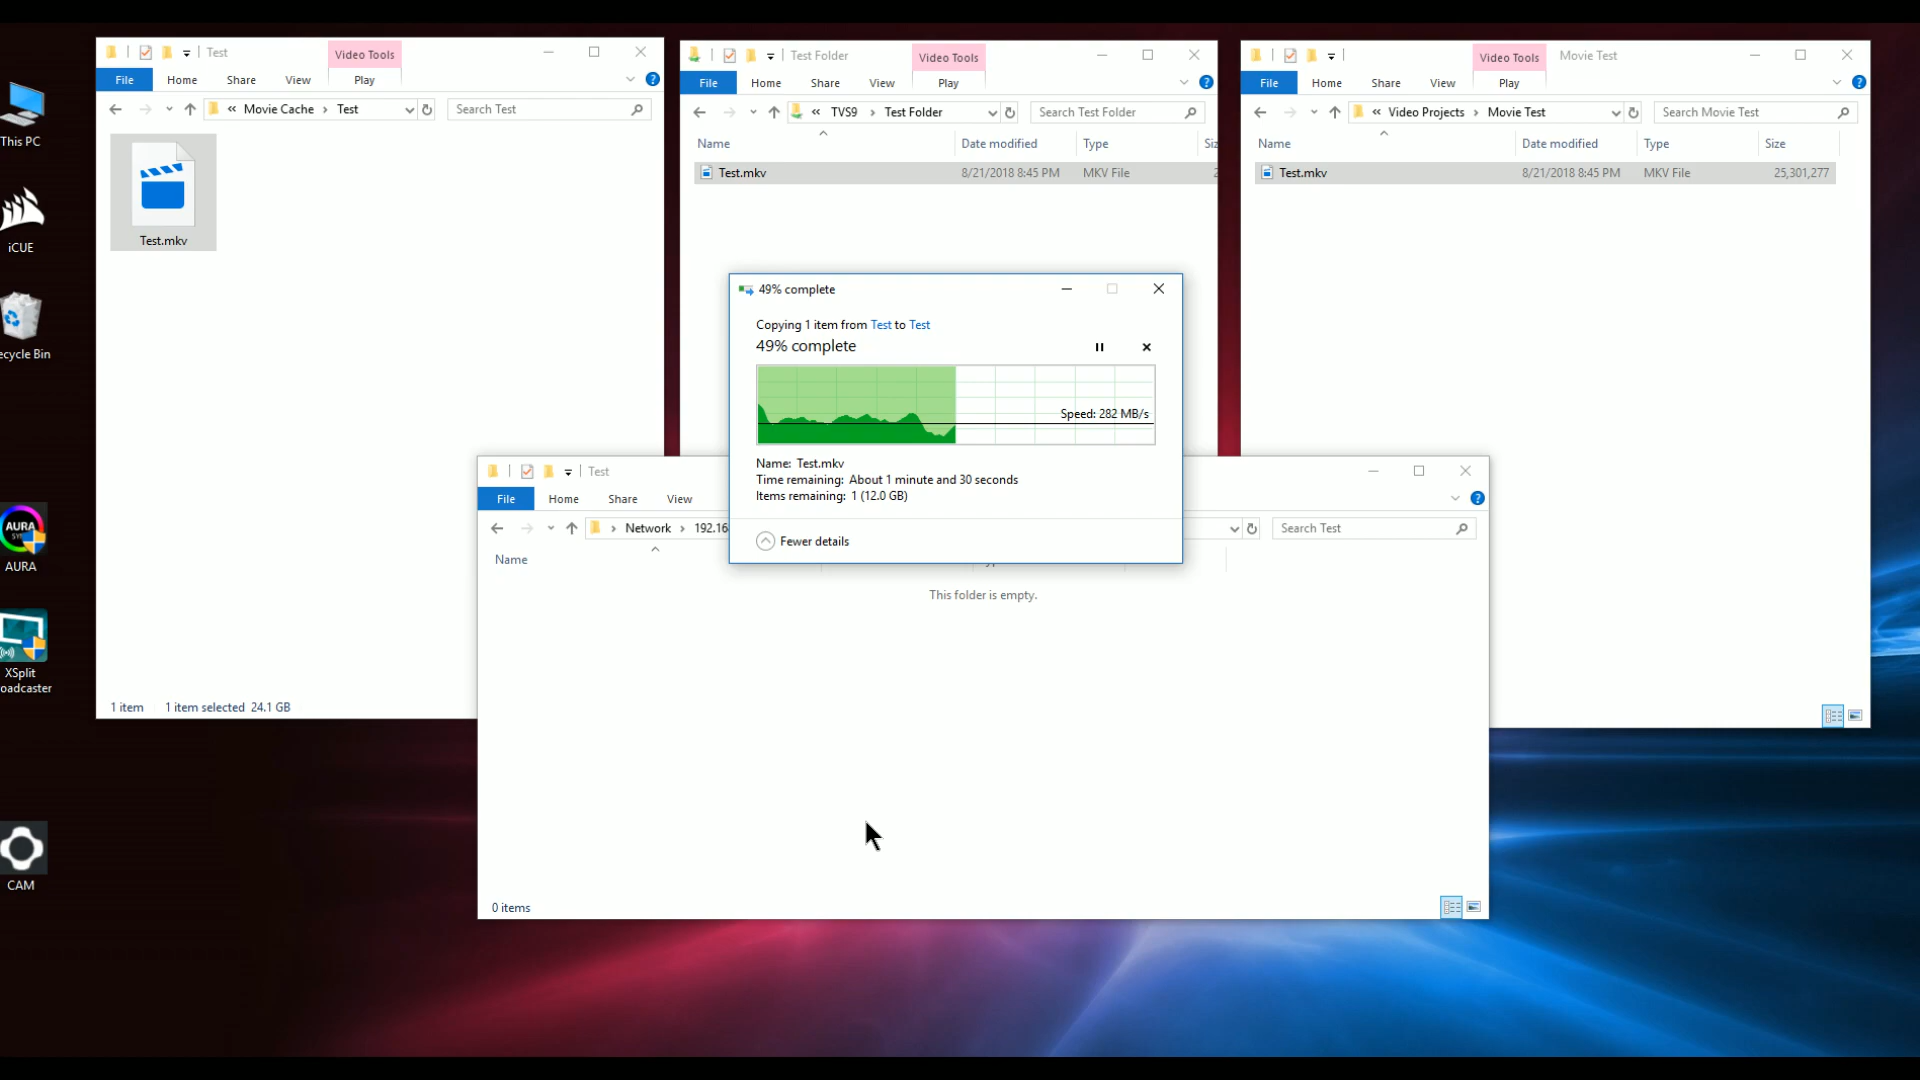 This PC
iCUE
ecycle Bin
AURA
AURA
XSplit
oadcaster
CAM
Test
Video Tools
File Home Share View Play
« Movie Cache › Test
Search Test
Test.mkv
1 item 1 item selected 24.1 GB
Test Folder
Video Tools
File Home Share View Play
« TVS9 › Test Folder
Search Test Folder
Name Date modified Type Siz
Test.mkv 8/21/2018 8:45 PM MKV File 2
Video Tools
Movie Test
File Home Share View Play
« Video Projects › Movie Test
Search Movie Test
Name Date modified Type Size
Test.mkv 8/21/2018 8:45 PM MKV File 25,301,277
49% complete
Copying 1 item from Test to Test
49% complete
Speed: 282 MB/s
Name: Test.mkv
Time remaining: About 1 minute and 30 seconds
Items remaining: 1 (12.0 GB)
Fewer details
Test
File Home Share View
› Network › 192.16
Search Test
Name
This folder is empty.
0 items